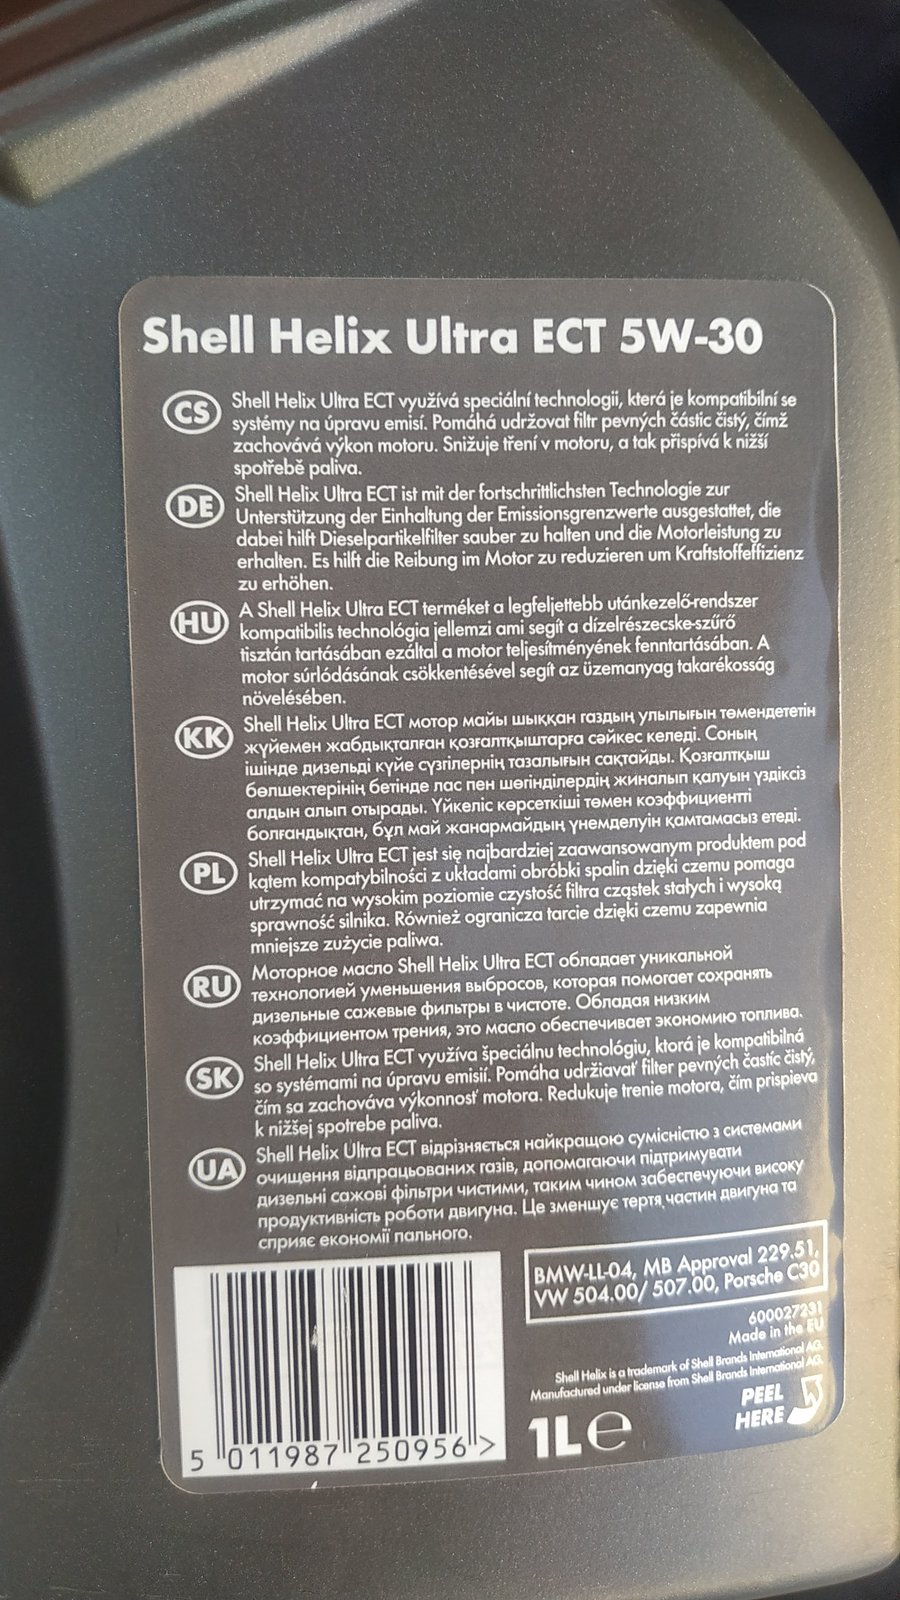 Shell Helix Ultra ECT 5W-30
CS
Shell Helix Ultra ECT využívá speciální technologii, která je kompatibilní se
systémy na úpravu emisí. Pomáhá udržovat filtr pevných částic čistý, čímž
zachovává výkon motoru. Snižuje tření v motoru, a tak přispívá k nižší
spotřebě paliva.
DE
Shell Helix Ultra ECT ist mit der fortschrittlichsten Technologie zur
Unterstützung der Einhaltung der Emissionsgrenzwerte ausgestattet, die
dabei hilft Dieselpartikelfilter sauber zu halten und die Motorleistung zu
erhalten. Es hilft die Reibung im Motor zu reduzieren um Kraftstoffeffizienz
zu erhöhen.
HU
A Shell Helix Ultra ECT terméket a legfeljettebb utánkezelő-rendszer
kompatibilis technológia jellemzi ami segít a dízelrészecske-szűrő
tisztán tartásában ezáltal a motor teljesítményének fenntartásában. A
motor súrlódásának csökkentésével segít az üzemanyag takarékosság
növelésében.
KK
Shell Helix Ultra ECT мотор майы шыққан газдың улылығын төмендететін
жүйемен жабдықталған қозғалтқыштарға сәйкес келеді. Соның
ішінде дизельді күйе сүзгілернің тазалығын сақтайды. Қозғалтқыш
бөлшектерінің бетінде лас пен шөгінділердің жиналып қалуын үздіксіз
алдын алып отырады. Үйкеліс көрсеткіші төмен коэффициентті
болғандықтан, бұл май жанармайдың үнемделуін қамтамасыз етеді.
PL
Shell Helix Ultra ECT jest się najbardziej zaawansowanym produktem pod
kątem kompatybilności z układami obróbki spalin dzięki czemu pomaga
utrzymać na wysokim poziomie czystość filtra cząstek stałych i wysoką
sprawność silnika. Również ogranicza tarcie dzięki czemu zapewnia
mniejsze zużycie paliwa.
RU
Моторное масло Shell Helix Ultra ECT обладает уникальной
технологией уменьшения выбросов, которая помогает сохранять
дизельные сажевые фильтры в чистоте. Обладая низким
коэффициентом трения, это масло обеспечивает экономию топлива.
SK
Shell Helix Ultra ECT využíva špeciálnu technológiu, ktorá je kompatibilná
so systémami na úpravu emisií. Pomáha udržiavať filter pevných častíc čistý,
čím sa zachováva výkonnosť motora. Redukuje trenie motora, čím prispieva
k nižšej spotrebe paliva.
UA
Shell Helix Ultra ECT відрізняється найкращою сумісністю з системами
очищення відпрацьованих газів, допомагаючи підтримувати
дизельні сажові фільтри чистими, таким чином забезпечуючи високу
продуктивність роботи двигуна. Це зменшує тертя частин двигуна та
сприяє економії пального.
BMW-LL-04, MB Approval 229.51,
VW 504.00/ 507.00, Porsche C30
600027231
Made in the EU
Shell Helix is a trademark of Shell Brands International AG.
Manufactured under license from Shell Brands International AG.
PEEL
HERE
1L e
5 011987 250956 >